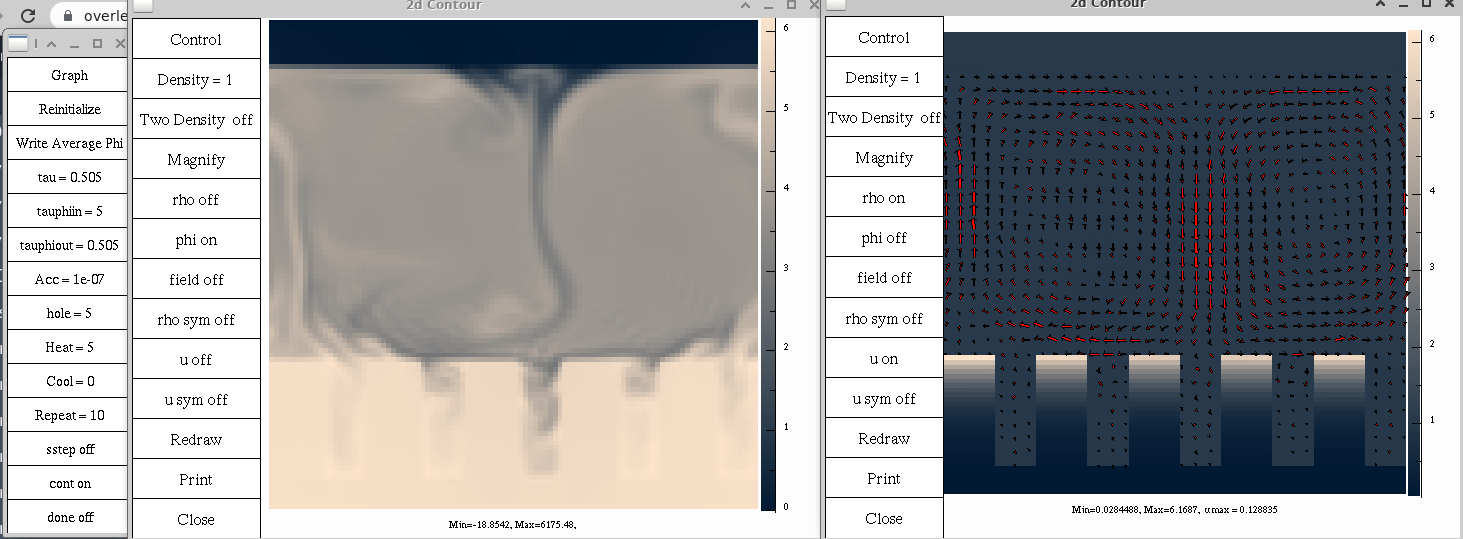 overle
2d Contour
2d Contour
Graph
Reinitialize
Write Average Phi
tau = 0.505
tauphiin = 5
tauphiout = 0.505
Acc = 1e-07
hole = 5
Heat = 5
Cool = 0
Repeat = 10
sstep off
cont on
done off
Control
Density = 1
Two Density off
Magnify
rho off
phi on
field off
rho sym off
u off
u sym off
Redraw
Print
Close
6
5
4
3
2
1
0
Min=-18.8542, Max=6175.48,
Control
Density = 1
Two Density off
Magnify
rho on
phi off
field off
rho sym off
u on
u sym off
Redraw
Print
Close
6
5
4
3
2
1
Min=0.0284488, Max=6.1687, umax = 0.128835